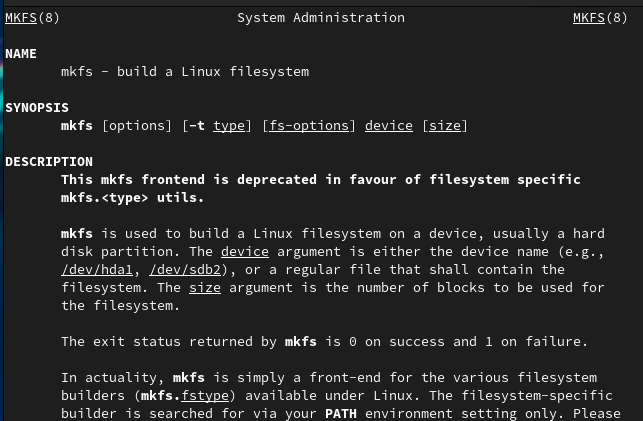 MKFS(8) System Administration MKFS(8)
NAME
mkfs - build a Linux filesystem
SYNOPSIS
mkfs [options] [-t type] [fs-options] device [size]
DESCRIPTION
This mkfs frontend is deprecated in favour of filesystem specific
mkfs.<type> utils.
mkfs is used to build a Linux filesystem on a device, usually a hard
disk partition. The device argument is either the device name (e.g.,
/dev/hda1, /dev/sdb2), or a regular file that shall contain the
filesystem. The size argument is the number of blocks to be used for
the filesystem.
The exit status returned by mkfs is 0 on success and 1 on failure.
In actuality, mkfs is simply a front-end for the various filesystem
builders (mkfs.fstype) available under Linux. The filesystem-specific
builder is searched for via your PATH environment setting only. Please